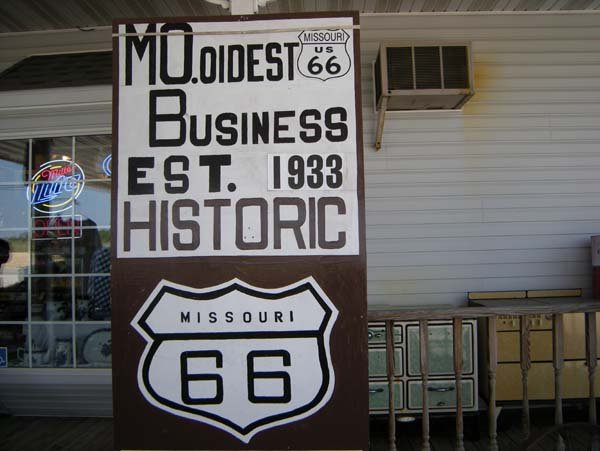 MO.OIDEST
MISSOURI
US
66
BUSINESS
EST. 1933
HISTORIC
MISSOURI
66
Miller
Lite